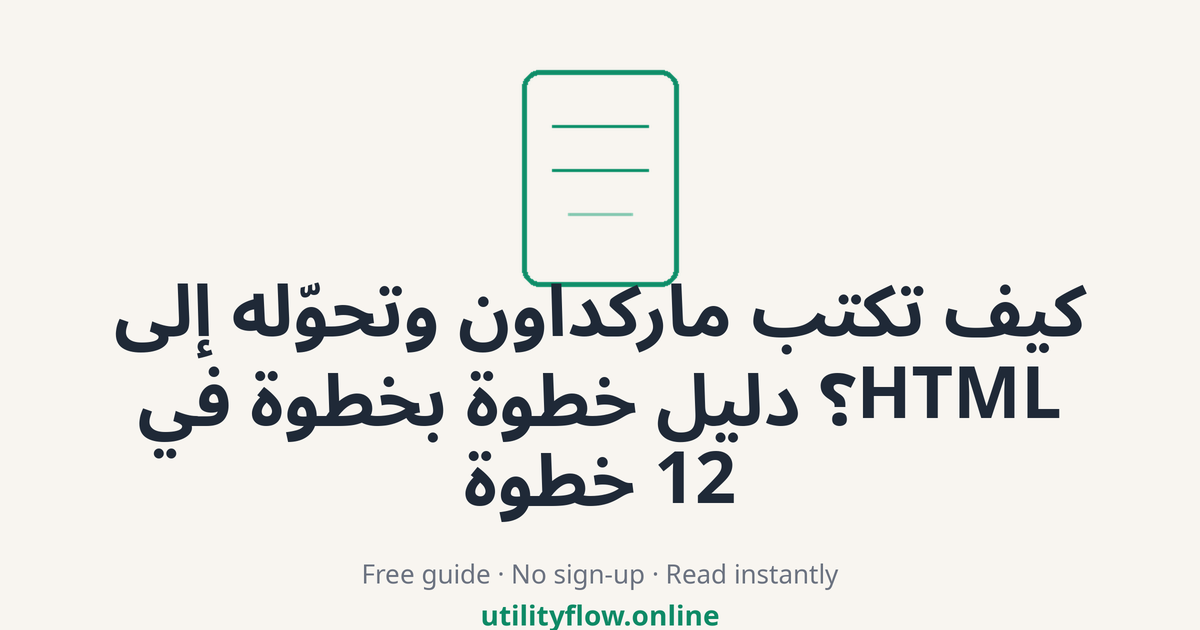 كيف تكتب ماركداون وتحوّله إلى
HTML؟ دليل خطوة بخطوة في
12 خطوة
Free guide · No sign-up · Read instantly
utilityflow.online